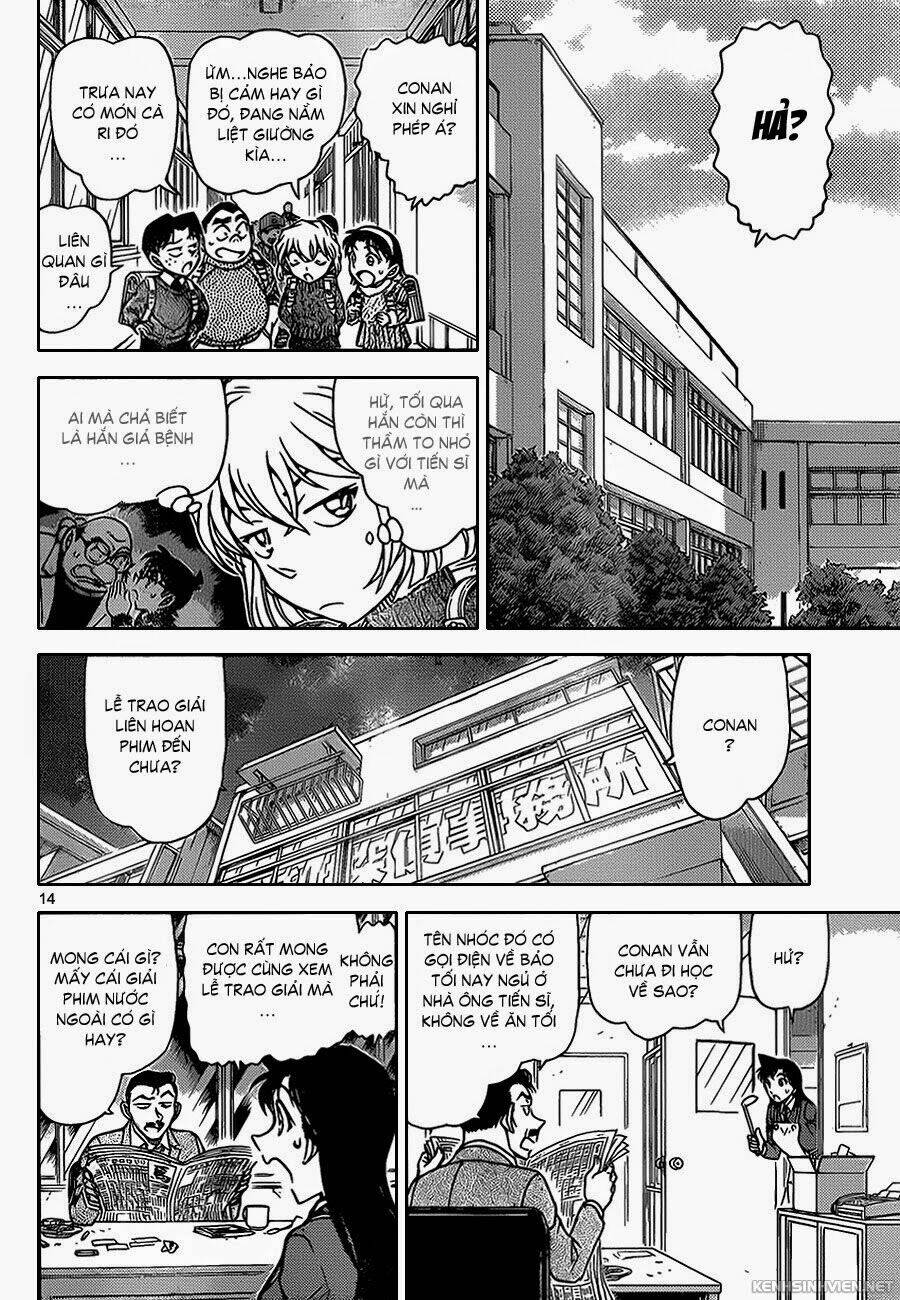 HẢ?
CONAN
XIN NGHỈ
PHÉP Á?
ỪM...NGHE BẢO
BỊ CẢM HAY GÌ
ĐÓ, ĐANG NẰM
LIỆT GIƯỜNG
KÌA...
TRƯA NAY
CÓ MÓN CÀ
RI ĐÓ
...
LIÊN
QUAN GÌ
ĐÂU
...
HỪ, TỐI QUA
HẮN CÒN THÌ
THẦM TO NHỎ
GÌ VỚI TIẾN SĨ
MÀ
...
AI MÀ CHẢ BIẾT
LÀ HẮN GIẢ BỆNH
...
CONAN
?
LỄ TRAO GIẢI
LIÊN HOAN
PHIM ĐẾN
CHƯA?
務所
14
HỬ?
CONAN VẪN
CHƯA ĐI HỌC
VỀ SAO?
TÊN NHÓC ĐÓ CÓ
GỌI ĐIỆN VỀ BẢO
TỐI NAY NGỦ Ở
NHÀ ÔNG TIẾN SĨ,
KHÔNG VỀ ĂN TỐI
...
KHÔNG
PHẢI
CHỨ!
CON RẤT MONG
ĐƯỢC CÙNG XEM
LỄ TRAO GIẢI MÀ
...
MONG CÁI GÌ?
MẤY CÁI GIẢI
PHIM NƯỚC
NGOÀI CÓ GÌ
HAY?
KENHSINHVIEN.NET